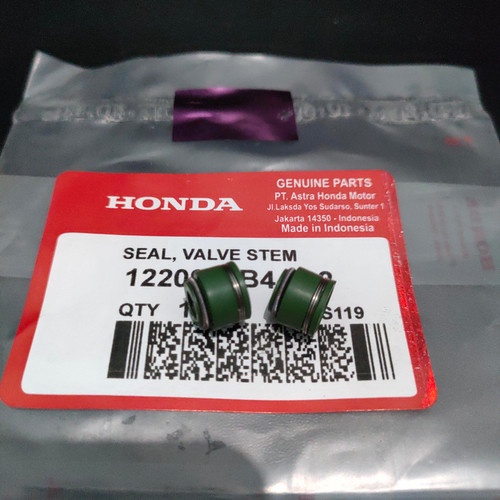 HONDA
GENUINE PARTS
PT. Astra Honda Motor
Jl.Laksda Yos Sudarso, Sunter 1
Jakarta 14350 - Indonesia
Made in Indonesia
SEAL, VALVE STEM
QTY